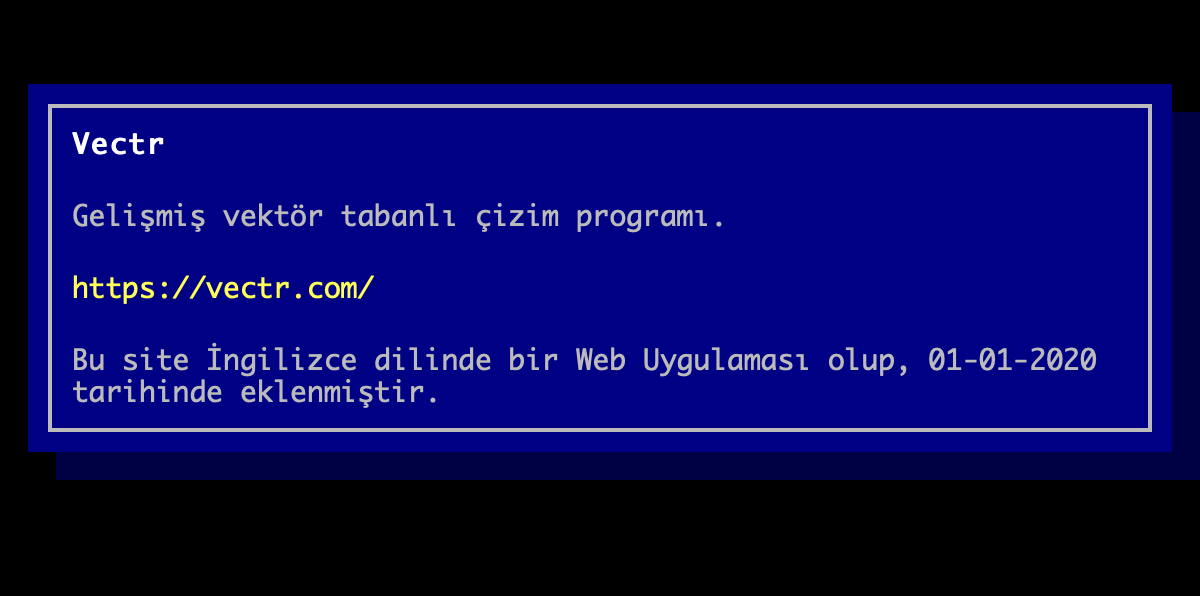 Vectr
Gelişmiş vektör tabanlı çizim programı.
https://vectr.com/
Bu site İngilizce dilinde bir Web Uygulaması olup, 01-01-2020
tarihinde eklenmiştir.